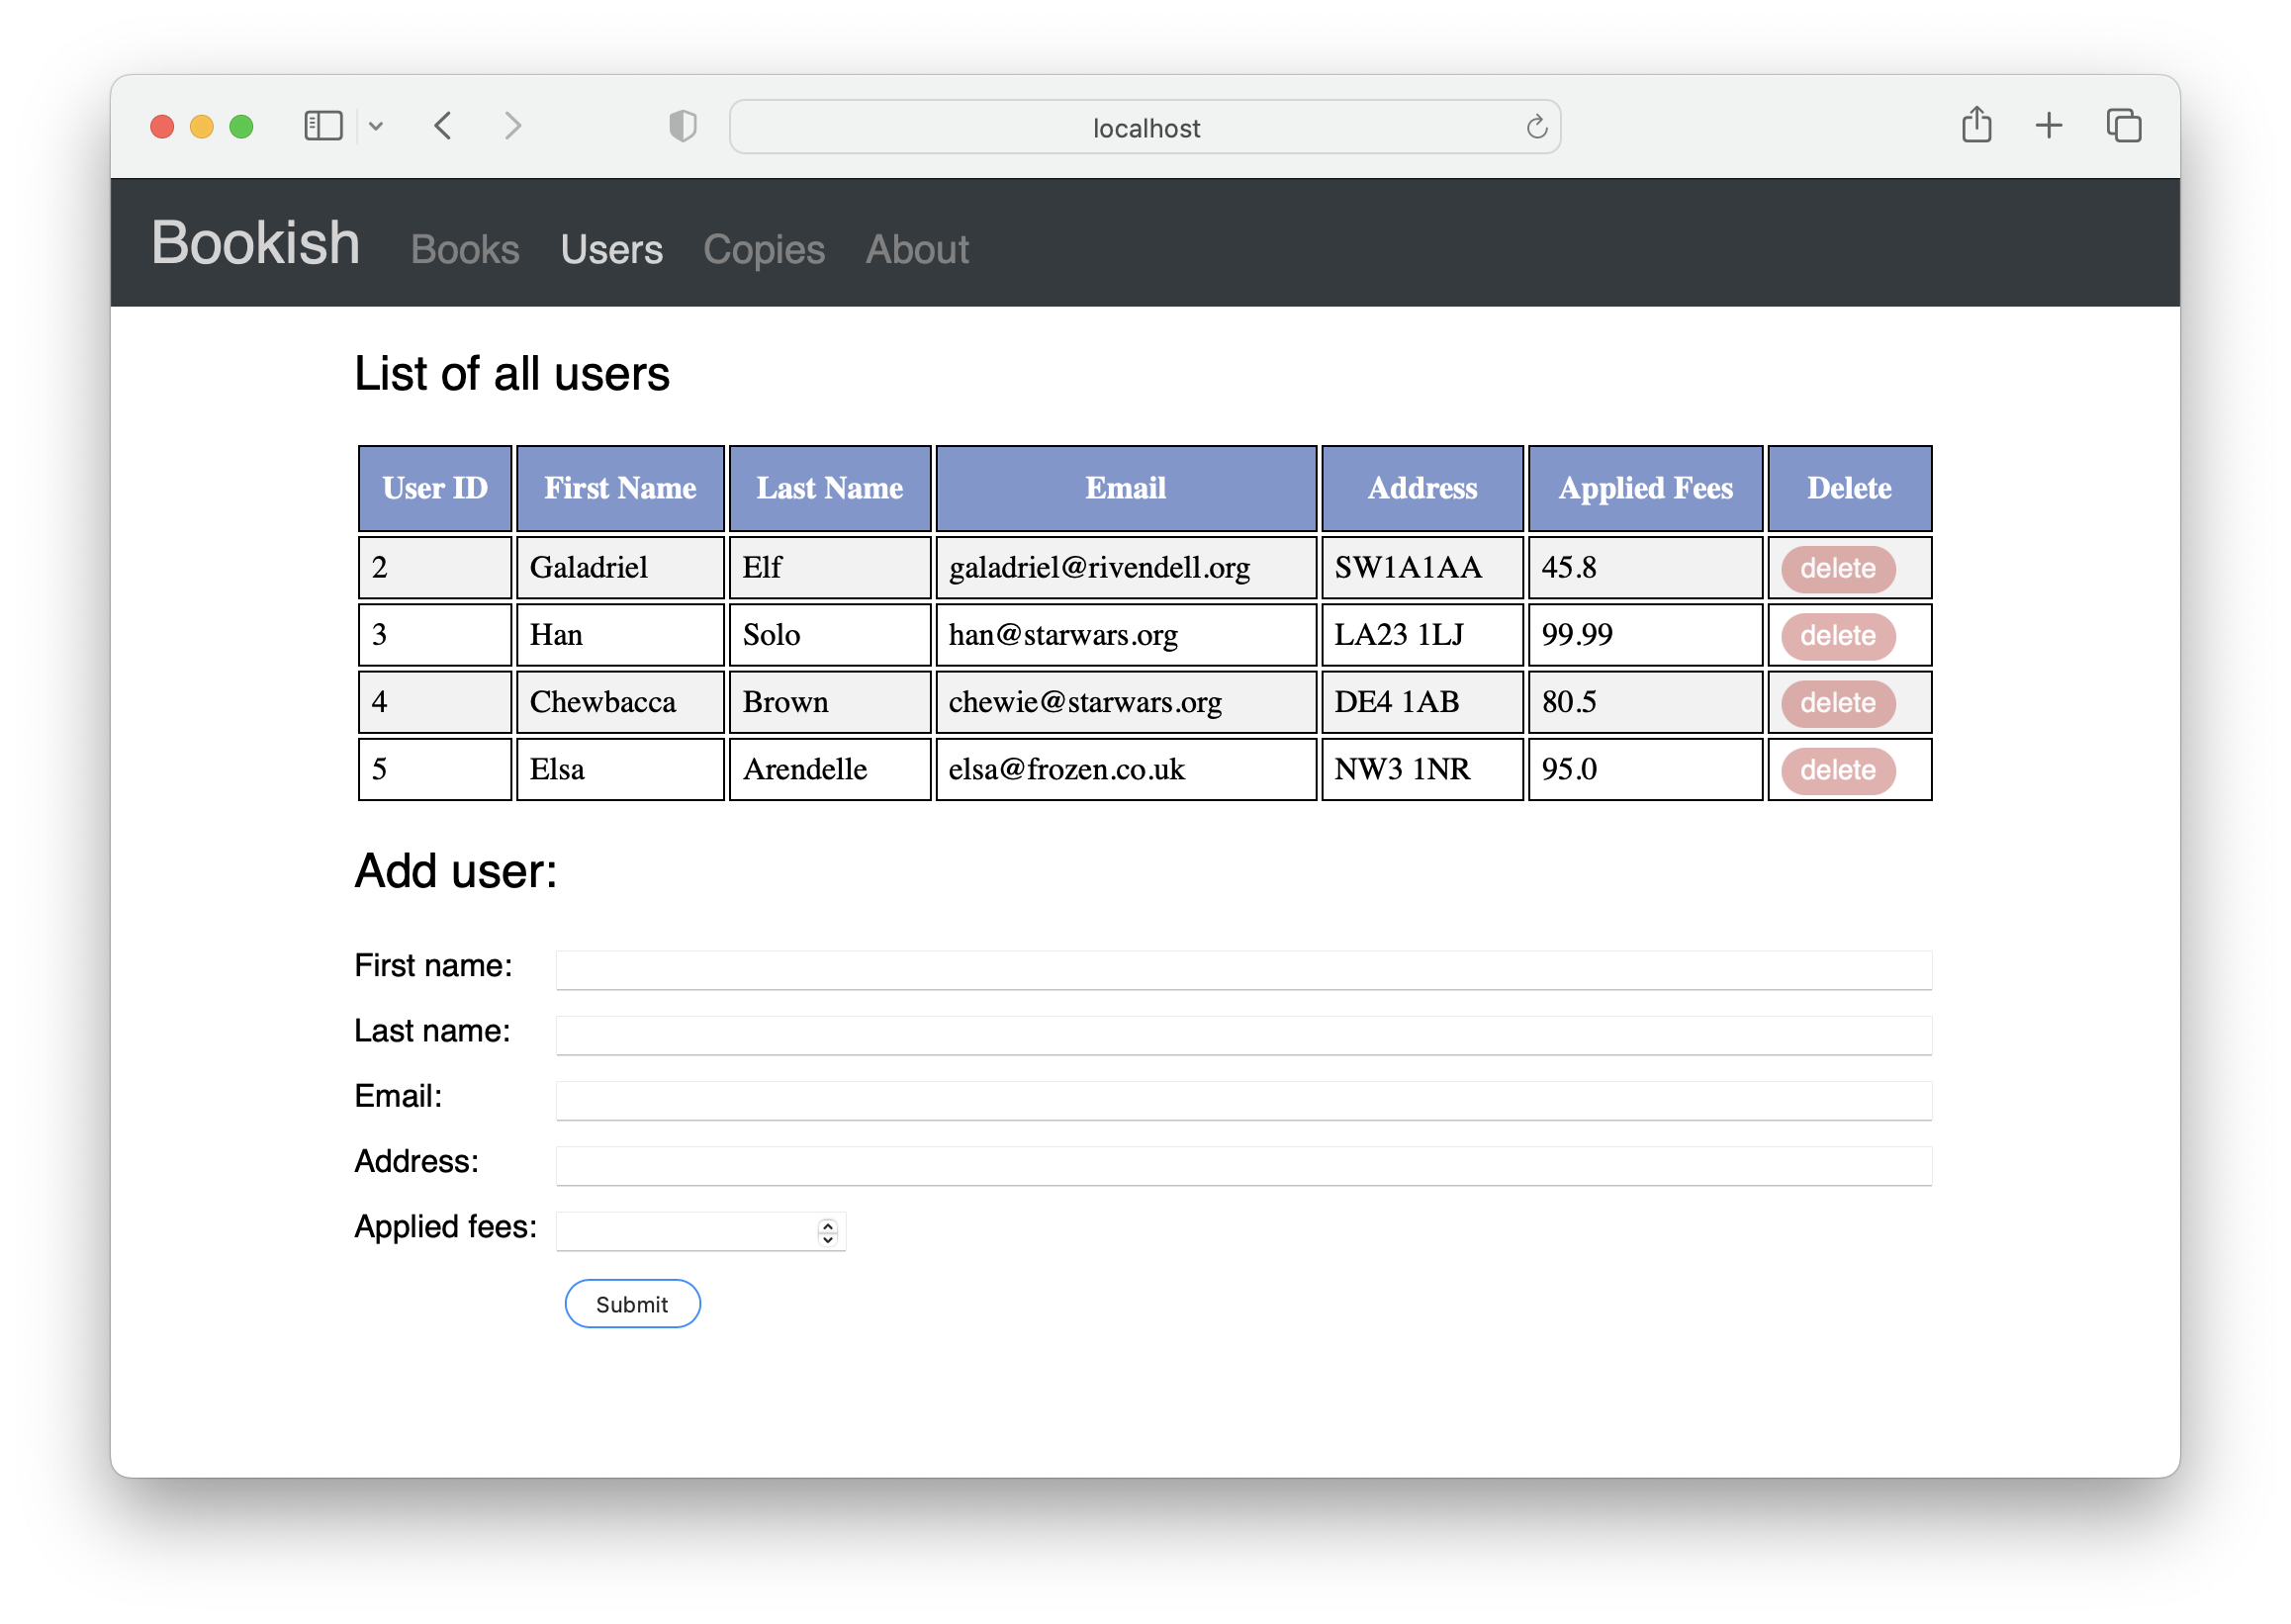 localhost
Bookish Books Users Copies About
List of all users
User ID First Name Last Name Email Address Applied Fees Delete
2 Galadriel Elf galadriel@rivendell.org SW1A1AA 45.8 delete
3 Han Solo han@starwars.org LA23 1LJ 99.99 delete
4 Chewbacca Brown chewie@starwars.org DE4 1AB 80.5 delete
5 Elsa Arendelle elsa@frozen.co.uk NW3 1NR 95.0 delete
Add user:
First name:
Last name:
Email:
Address:
Applied fees:
Submit